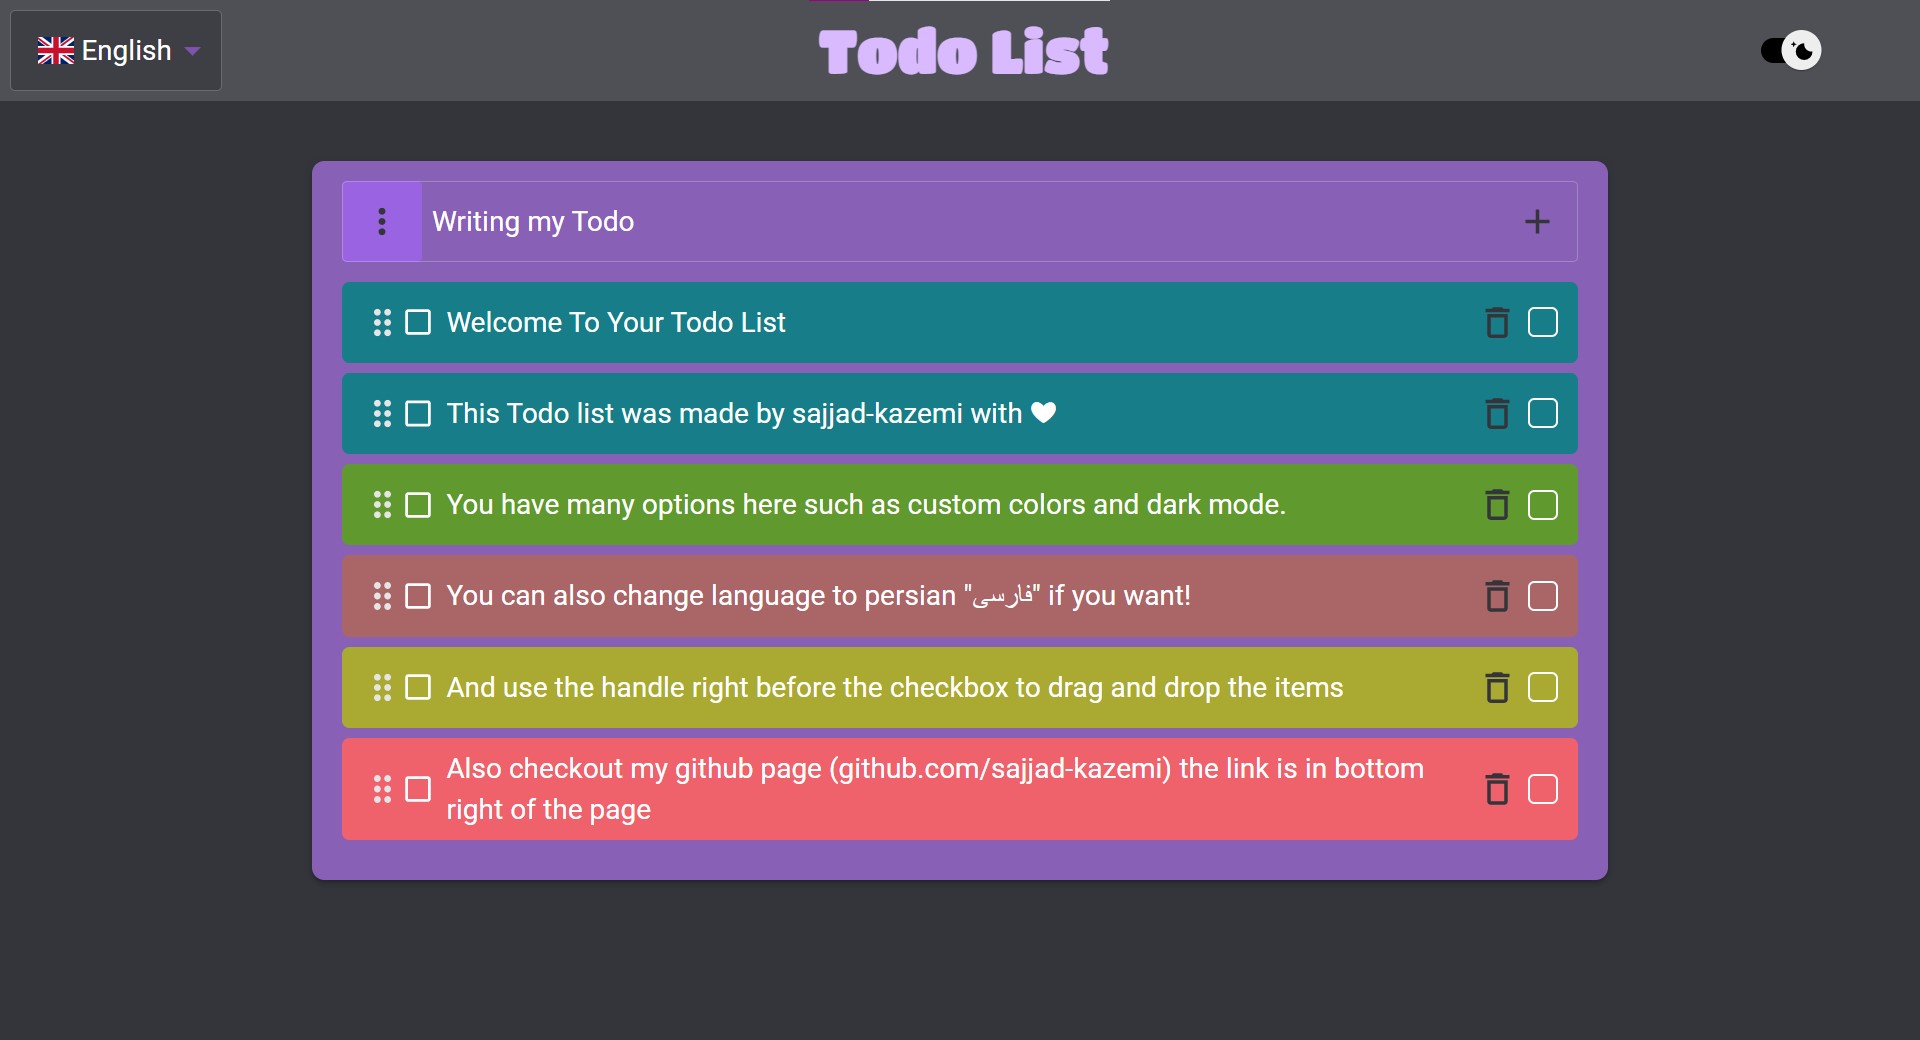 English
Todo List
Writing my Todo
Welcome To Your Todo List
This Todo list was made by sajjad-kazemi with 🤍
You have many options here such as custom colors and dark mode.
You can also change language to persian "فارسی" if you want!
And use the handle right before the checkbox to drag and drop the items
Also checkout my github page (github.com/sajjad-kazemi) the link is in bottom
right of the page